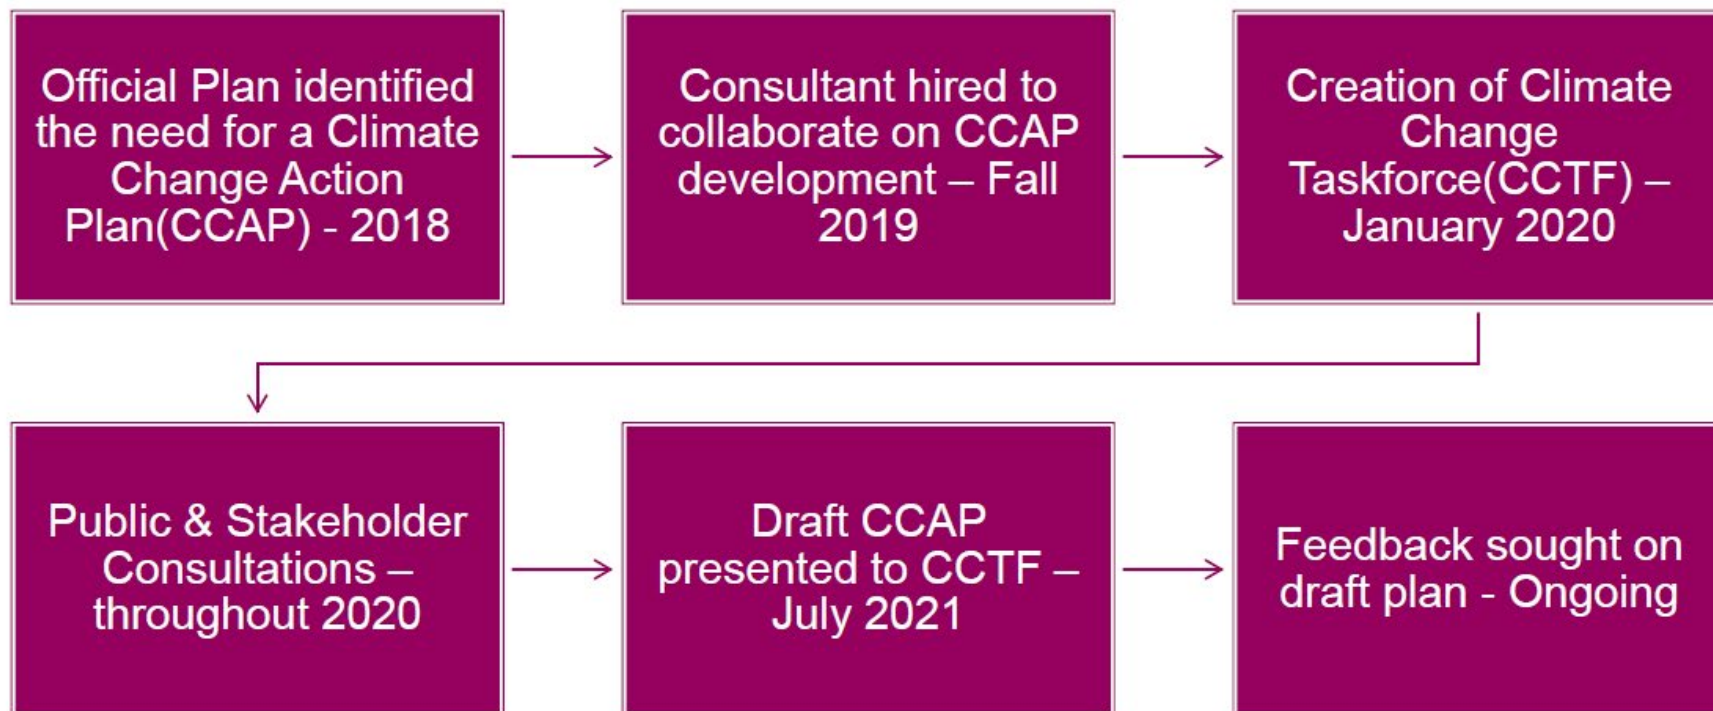 Official Plan identified
the need for a Climate
Change Action
Plan(CCAP) - 2018
Consultant hired to
collaborate on CCAP
development – Fall
2019
Creation of Climate
Change
Taskforce(CCTF) –
January 2020
Public & Stakeholder
Consultations –
throughout 2020
Draft CCAP
presented to CCTF –
July 2021
Feedback sought on
draft plan - Ongoing